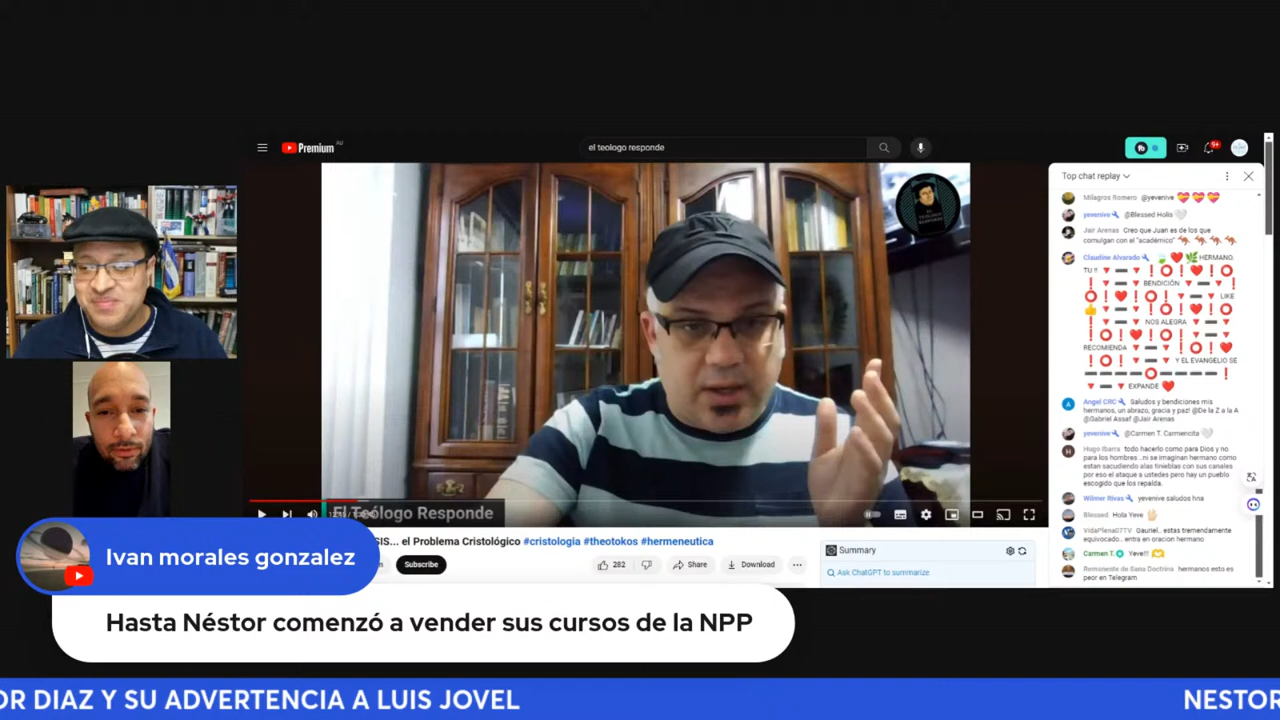 Premium
AU
el teologo responde
9+
Top chat replay
Milagros Romero @yevenive
yevenive @Blessed Holis
Jair Arenas Creo que Juan es de los que
comulgan con el "académico"
Claudine Alvarado HERMANO
TU !!
BENDICIÓN
LIKE
NOS ALEGRA
RECOMIENDA
Y EL EVANGELIO SE
EXPANDE
Angel CRC Saludos y bendiciones mis
hermanos, un abrazo, gracia y paz! @De la Z a la A
@Gabriel Assaf @Jair Arenas
yevenive @Carmen T. Carmencita
Hugo Ibarra todo hacerlo como para Dios y no
para los hombres ..ni se imaginan hermano como
estan sacudiendo alas tinieblas con sus canales
por eso el ataque a ustedes pero hay un pueblo
escogido que los repalda.
Wilmer Rivas yevenive saludos hna
Blessed. Hola Yeve
VidaPlena07TV Gauriel.. estas tremendamente
equivocado.. entra en oracion hermano
Carmen T. Yeve!!!
Remanente de Sana Doctrina hermanos esto es
peor en Telegram
El Teólogo Responde
SIS... el Problema Cristológico #cristologia #theotokos #hermeneutica
Subscribe
282
Share
Download
Summary
Ask ChatGPT to summarize
Ivan morales gonzalez
Hasta Néstor comenzó a vender sus cursos de la NPP
OR DIAZ Y SU ADVERTENCIA A LUIS JOVEL
NESTOR